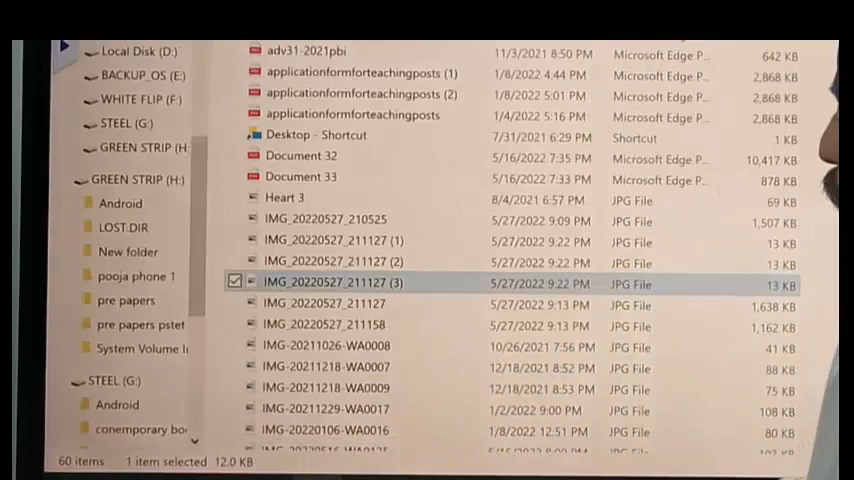 Local Disk (D:)
BACKUP_OS (E:)
WHITE FLIP (F:)
STEEL (G:)
GREEN STRIP (H:
GREEN STRIP (H:)
Android
LOST.DIR
New folder
pooja phone 1
pre papers
pre papers pstet
System Volume I
STEEL (G:)
Android
conemporary bo
adv31-2021pbi 11/3/2021 8:50 PM Microsoft Edge P... 642 KB
applicationformforteachingposts (1) 1/8/2022 4:44 PM Microsoft Edge P... 2,868 KB
applicationformforteachingposts (2) 1/8/2022 5:01 PM Microsoft Edge P... 2,868 KB
applicationformforteachingposts 1/4/2022 5:16 PM Microsoft Edge P... 2,868 KB
Desktop - Shortcut 7/31/2021 6:29 PM Shortcut 1 KB
Document 32 5/16/2022 7:35 PM Microsoft Edge P... 10,417 KB
Document 33 5/16/2022 7:33 PM Microsoft Edge P... 878 KB
Heart 3 8/4/2021 6:57 PM JPG File 69 KB
IMG_20220527_210525 5/27/2022 9:09 PM JPG File 1,507 KB
IMG_20220527_211127 (1) 5/27/2022 9:22 PM JPG File 13 KB
IMG_20220527_211127 (2) 5/27/2022 9:22 PM JPG File 13 KB
IMG_20220527_211127 (3) 5/27/2022 9:22 PM JPG File 13 KB
IMG_20220527_211127 5/27/2022 9:13 PM JPG File 1,638 KB
IMG_20220527_211158 5/27/2022 9:13 PM JPG File 1,162 KB
IMG-20211026-WA0008 10/26/2021 7:56 PM JPG File 41 KB
IMG-20211218-WA0007 12/18/2021 8:52 PM JPG File 88 KB
IMG-20211218-WA0009 12/18/2021 8:53 PM JPG File 75 KB
IMG-20211229-WA0017 1/2/2022 9:00 PM JPG File 108 KB
IMG-20220106-WA0016 1/8/2022 12:51 PM JPG File 80 KB
60 items 1 item selected 12.0 KB